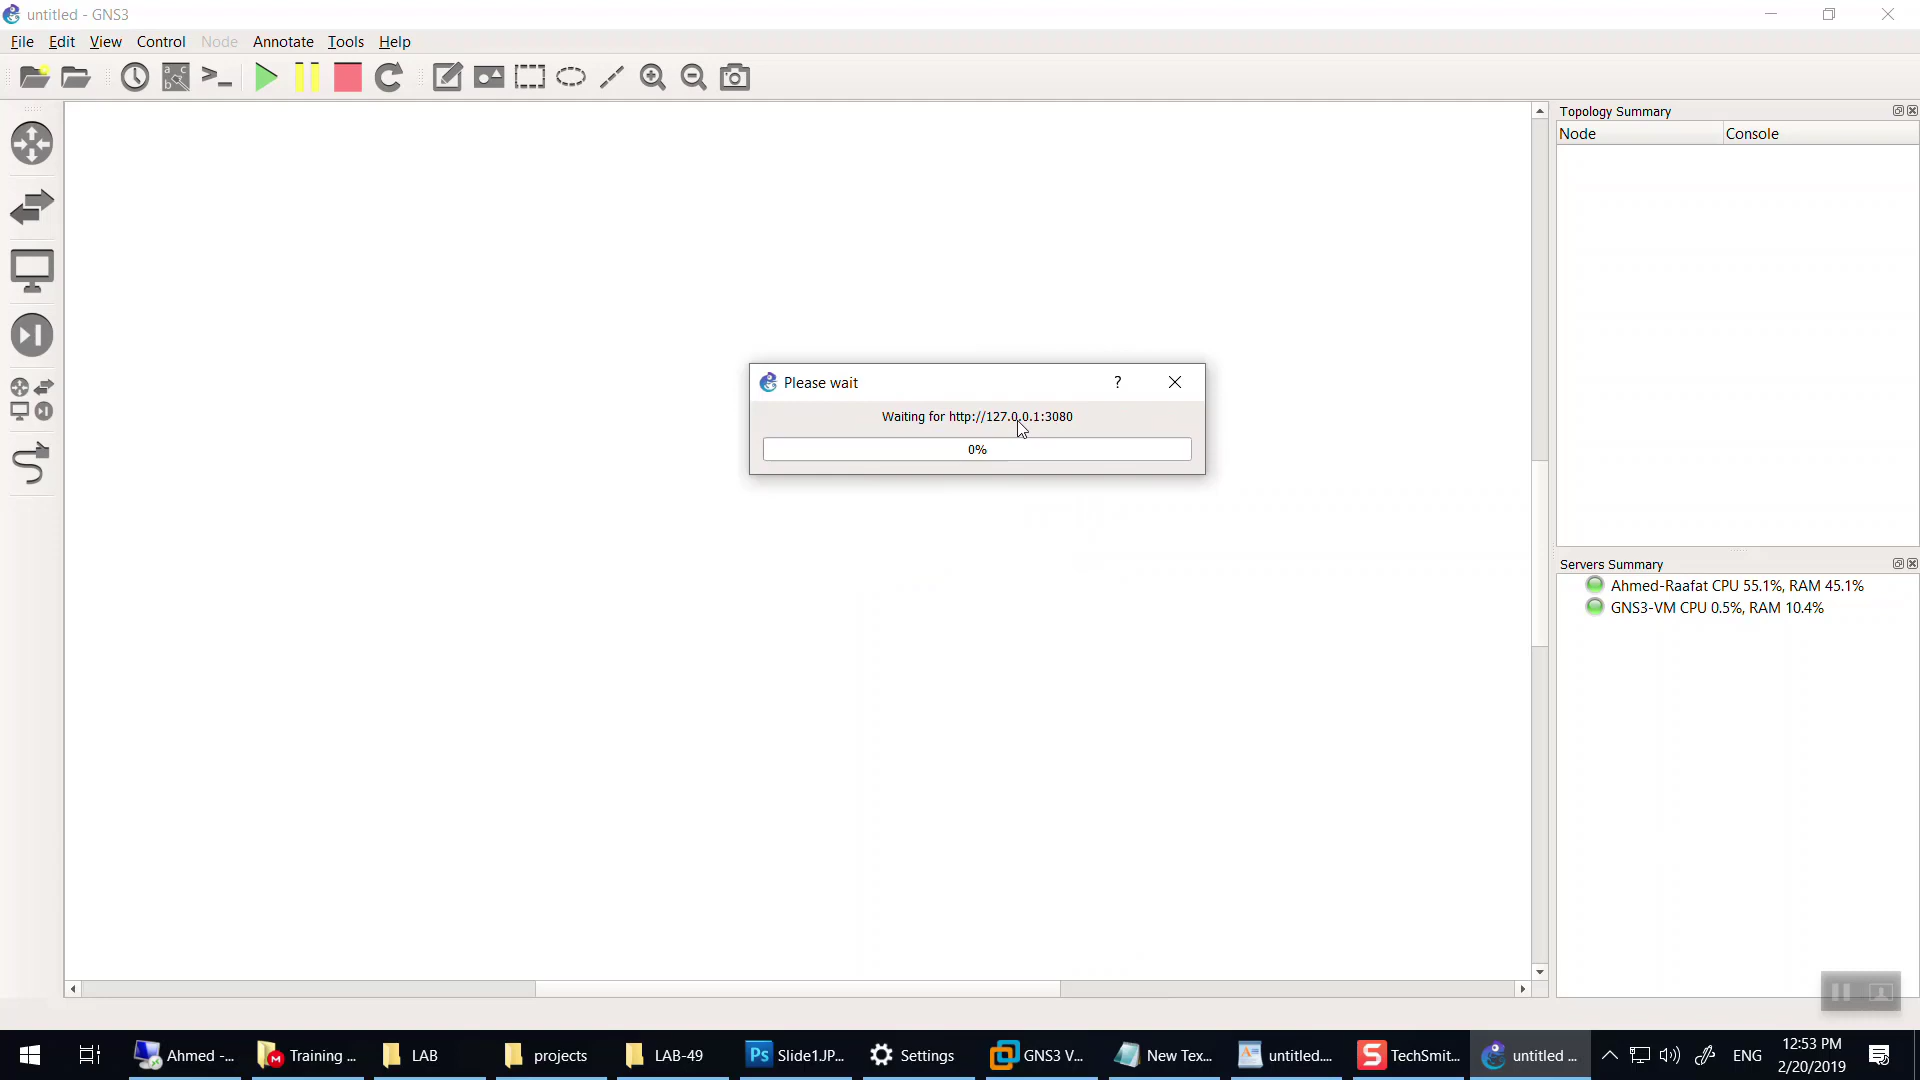 untitled - GNS3
File Edit View Control Node Annotate Tools Help
Topology Summary
Node Console
Please wait
?
Waiting for http://127.0.0.1:3080
0%
Servers Summary
Ahmed-Raafat CPU 55.1%, RAM 45.1%
GNS3-VM CPU 0.5%, RAM 10.4%
Ahmed -... Training ... LAB projects LAB-49 Ps Slide1.JP... Settings GNS3 V... New Tex... untitled.... S TechSmit... untitled ... ENG 12:53 PM
2/20/2019